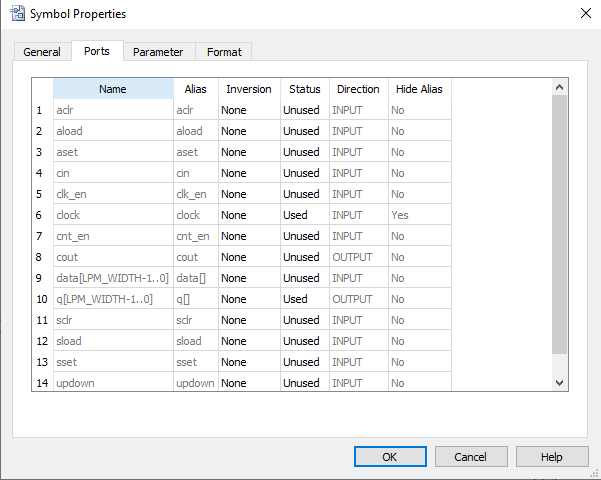 Symbol Properties
General Ports Parameter Format
Name Alias Inversion Status Direction Hide Alias
1 aclr aclr None Unused INPUT No
2 aload aload None Unused INPUT No
3 aset aset None Unused INPUT No
4 cin cin None Unused INPUT No
5 clk_en clk_en None Unused INPUT No
6 clock clock None Used INPUT Yes
7 cnt_en cnt_en None Unused INPUT No
8 cout cout None Unused OUTPUT No
9 data[LPM_WIDTH-1..0] data[] None Unused INPUT No
10 q[LPM_WIDTH-1..0] q[] None Used OUTPUT No
11 sclr sclr None Unused INPUT No
12 sload sload None Unused INPUT No
13 sset sset None Unused INPUT No
14 updown updown None Unused INPUT No
OK Cancel Help